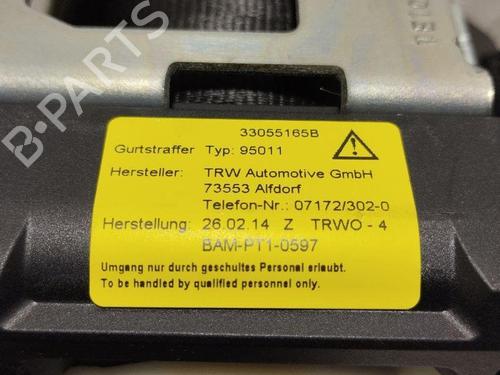 33055165B
Gurtstraffer Typ: 95011
Hersteller: TRW Automotive GmbH
73553 Alfdorf
Telefon-Nr.: 07172/302-0
Herstellung: 26.02.14 Z TRWO - 4
BAM-PT1-0597
Umgang nur durch geschultes Personal erlaubt.
To be handled by qualified personnel only.